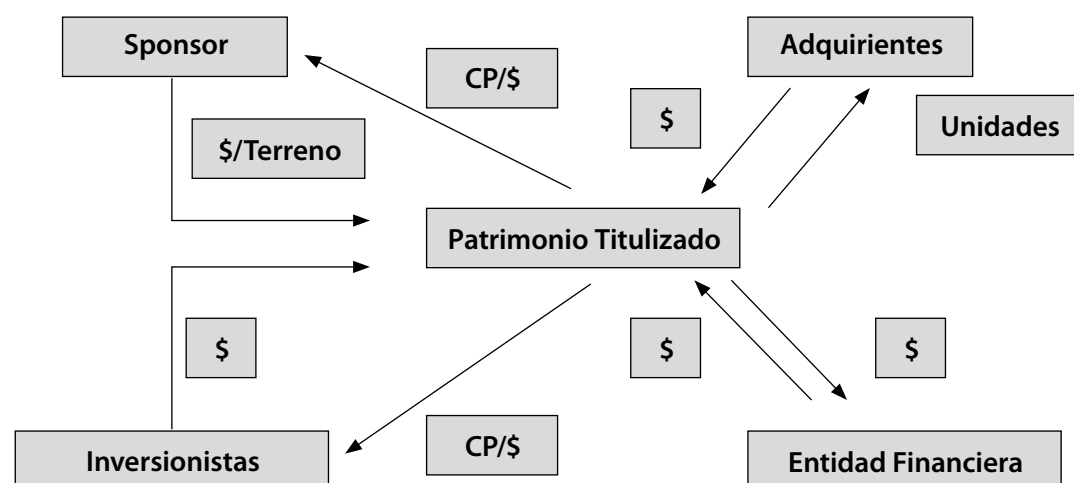 Sponsor
Adquirientes
CP/$
$
Unidades
$/Terreno
Patrimonio Titulizado
$
$
$
Inversionistas
CP/$
Entidad Financiera